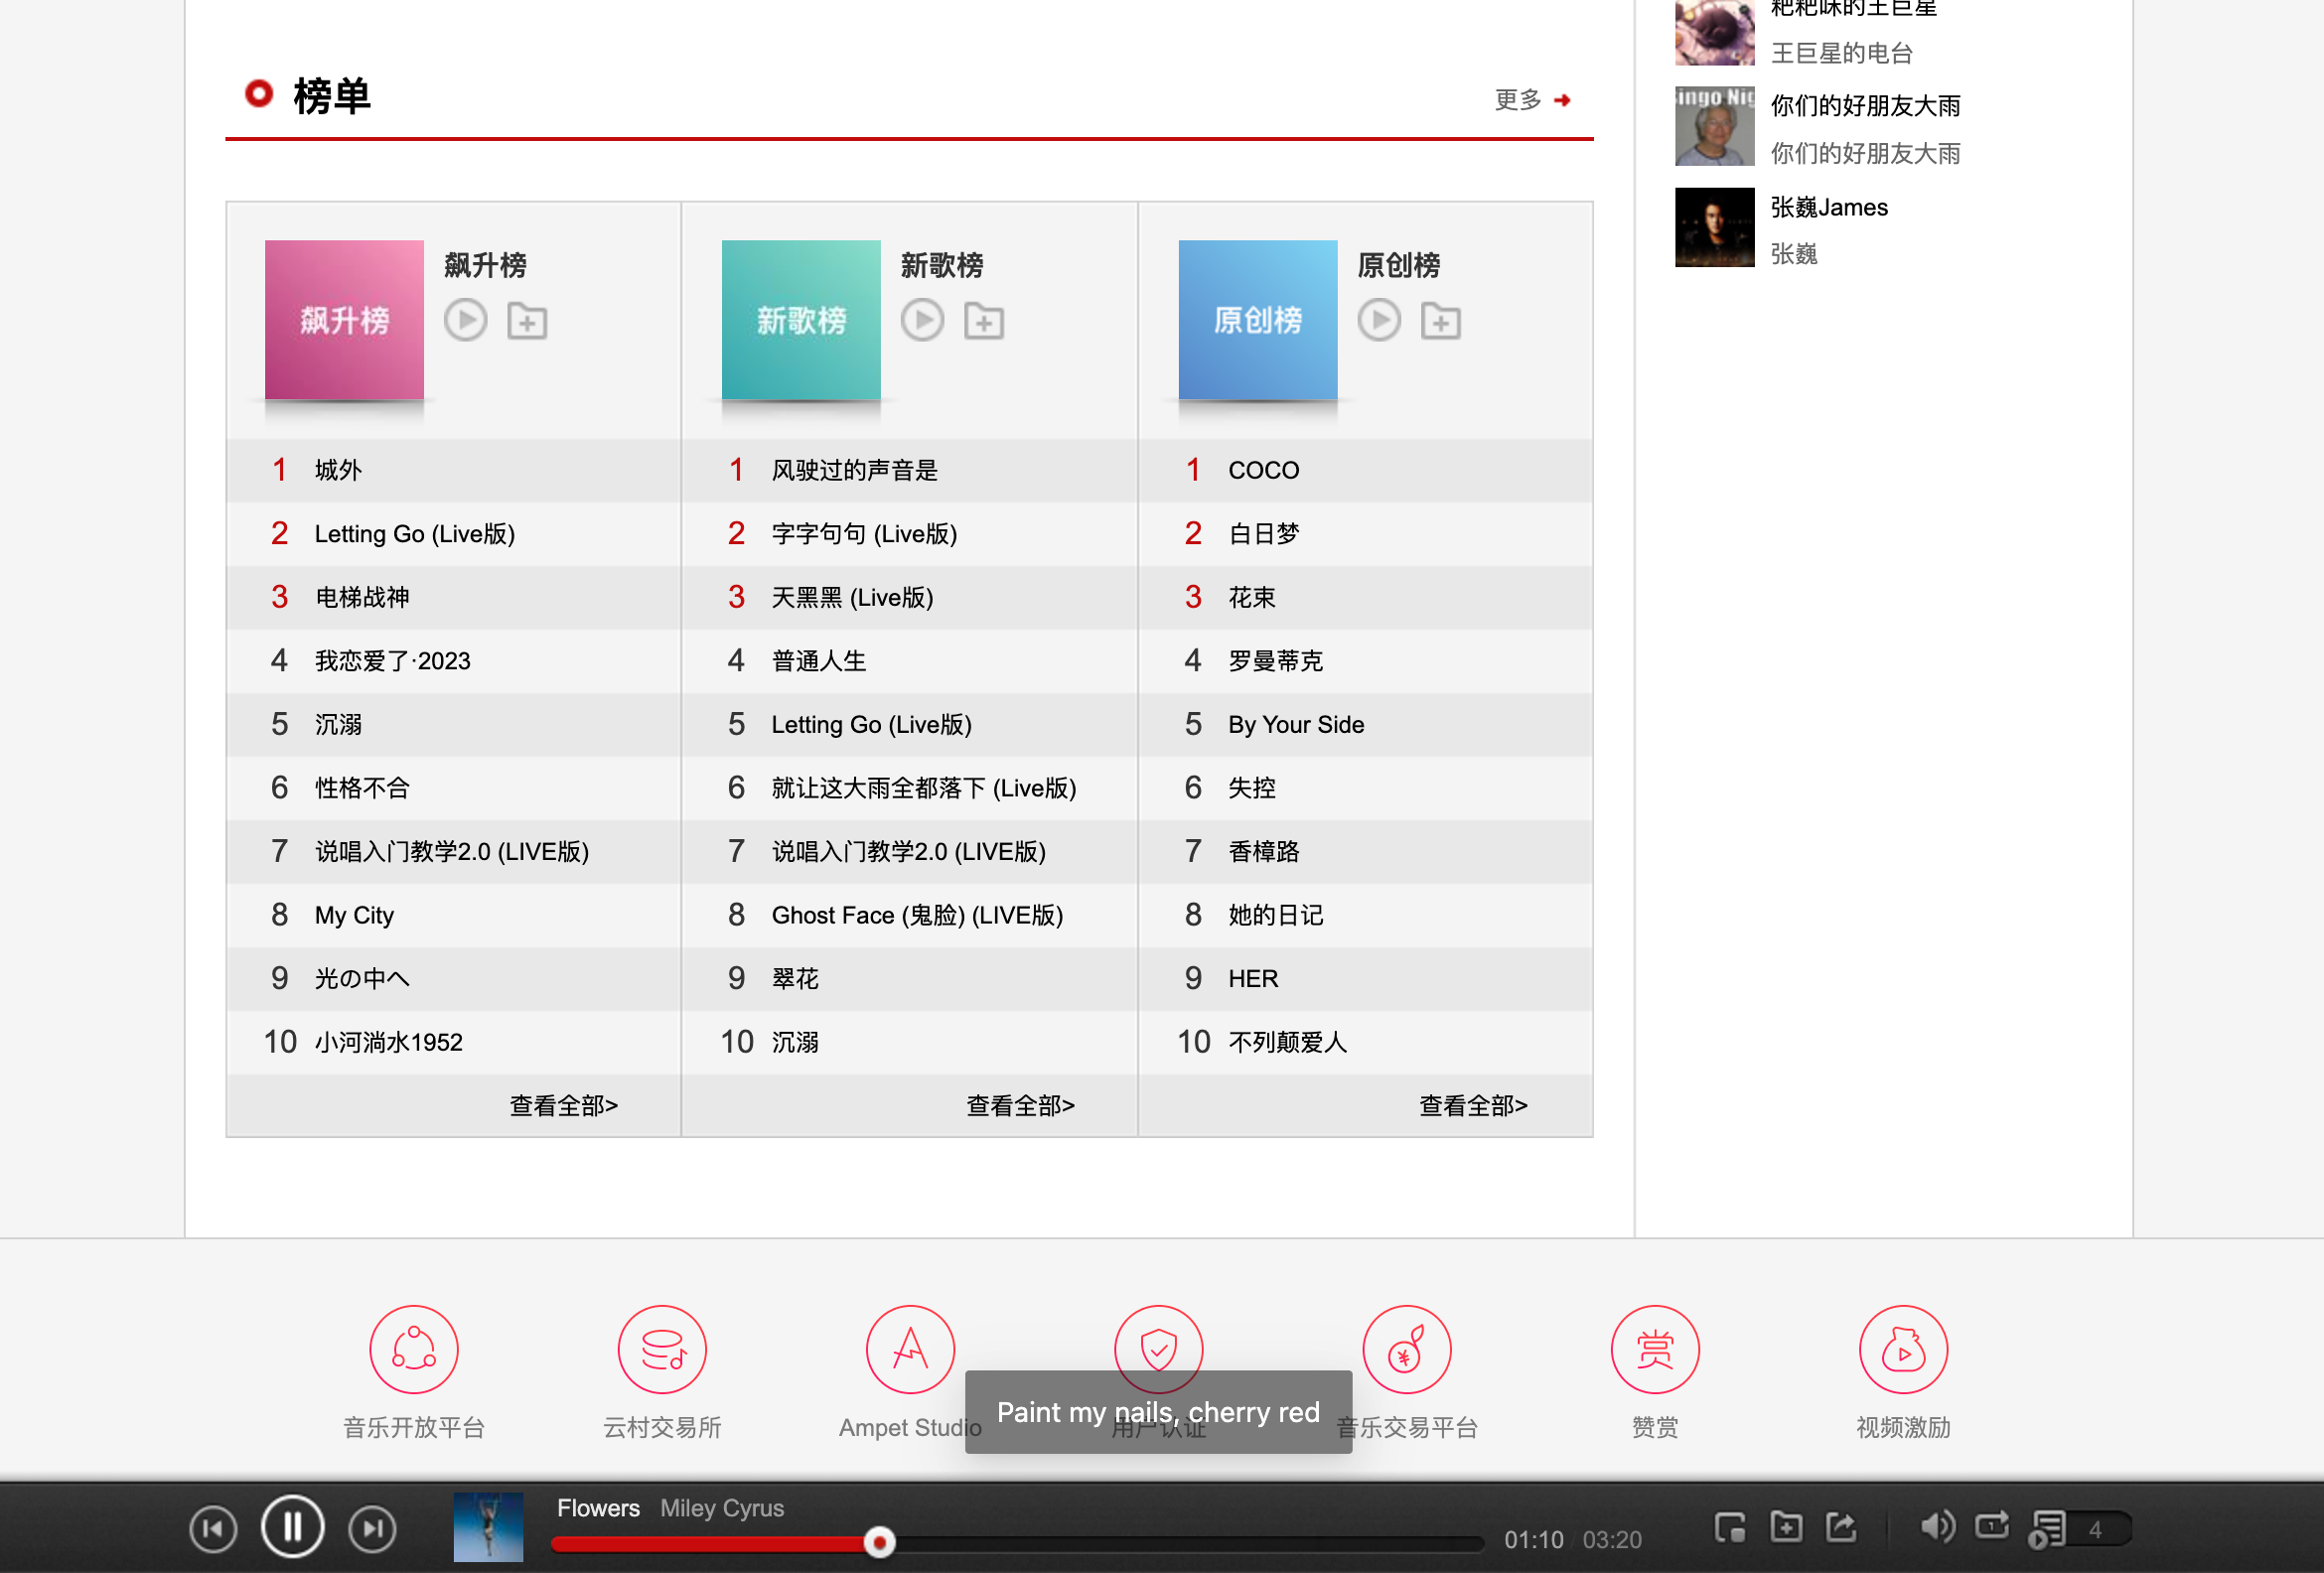 粑粑味的王巨星
王巨星的电台
榜单
更多
你们的好朋友大雨
你们的好朋友大雨
张巍James
张巍
飙升榜
飙升榜
新歌榜
新歌榜
原创榜
原创榜
1 城外
2 Letting Go (Live版)
3 电梯战神
4 我恋爱了·2023
5 沉溺
6 性格不合
7 说唱入门教学2.0 (LIVE版)
8 My City
9 光の中へ
10 小河淌水1952
查看全部>
1 风驶过的声音是
2 字字句句 (Live版)
3 天黑黑 (Live版)
4 普通人生
5 Letting Go (Live版)
6 就让这大雨全都落下 (Live版)
7 说唱入门教学2.0 (LIVE版)
8 Ghost Face (鬼脸) (LIVE版)
9 翠花
10 沉溺
查看全部>
1 COCO
2 白日梦
3 花束
4 罗曼蒂克
5 By Your Side
6 失控
7 香樟路
8 她的日记
9 HER
10 不列颠爱人
查看全部>
赏
音乐开放平台
云村交易所
Ampet Studio
用户认证
音乐交易平台
赞赏
视频激励
Paint my nails, cherry red
Flowers Miley Cyrus
01:10 / 03:20
1
4